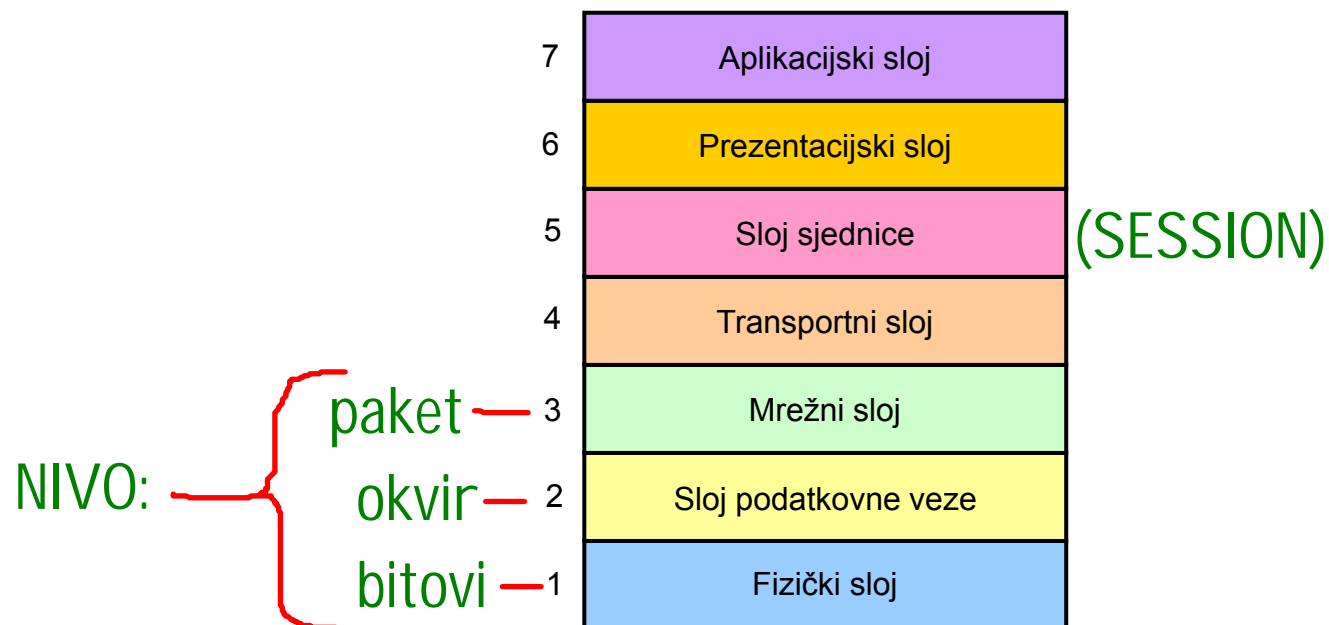 7 Aplikacijski sloj
6 Prezentacijski sloj
5 Sloj sjednice (SESSION)
4 Transportni sloj
paket 3 Mrežni sloj
NIVO: okvir 2 Sloj podatkovne veze
bitovi 1 Fizički sloj